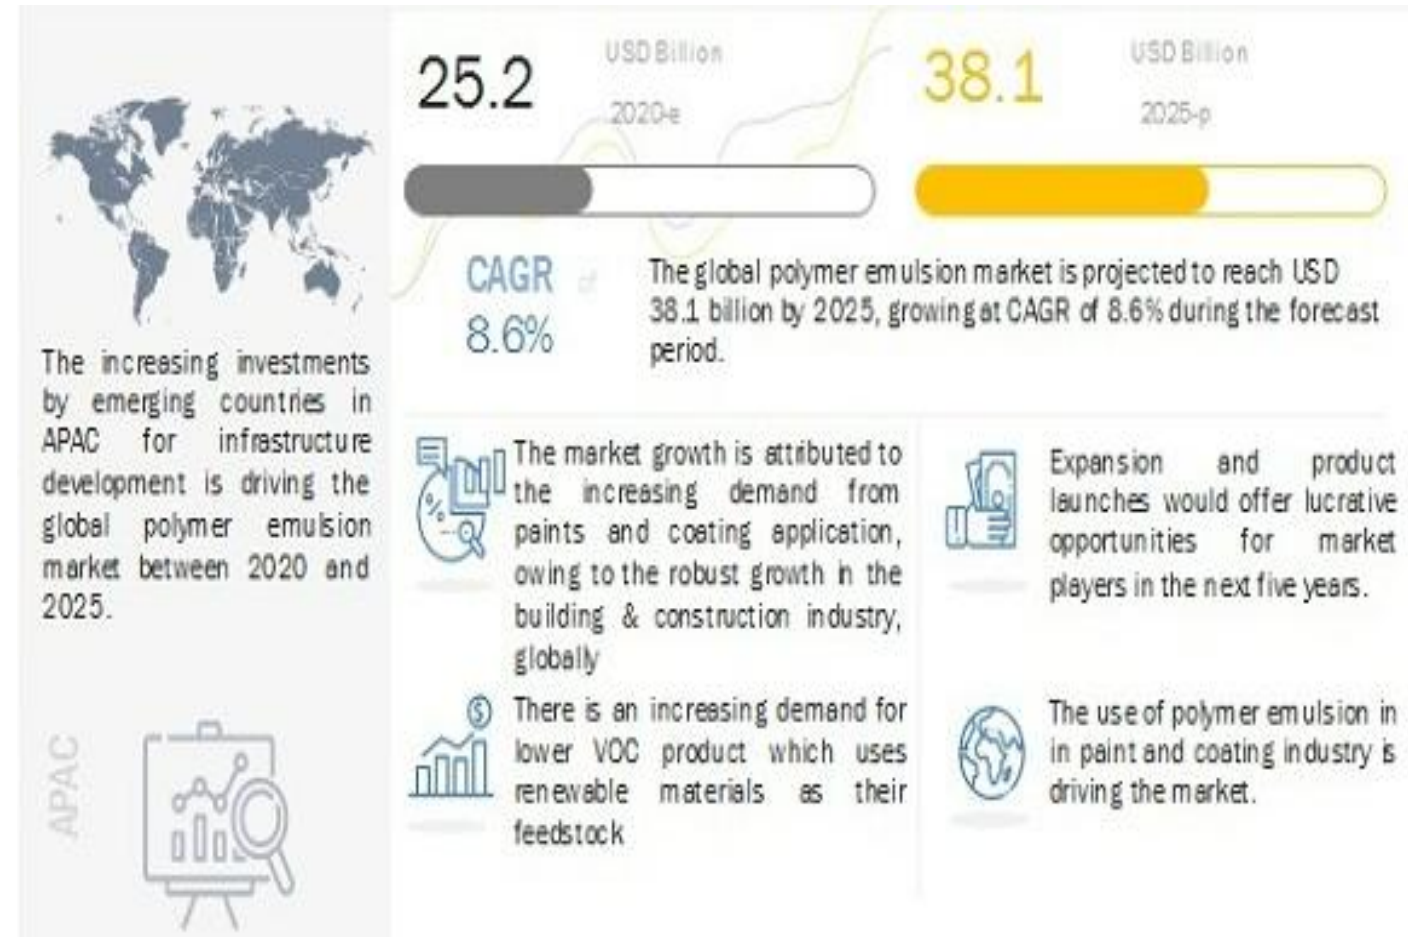 25.2
USD Billion
2020-e
38.1
USD Billion
2025-p
CAGR
of
8.6%
The global polymer emulsion market is projected to reach USD
38.1 billion by 2025, growing at CAGR of 8.6% during the forecast
period.
The increasing investments
by emerging countries in
APAC for infrastructure
development is driving the
global polymer emulsion
market between 2020 and
2025.
APAC
The market growth is attributed to
the increasing demand from
paints and coating application,
owing to the robust growth in the
building & construction industry,
globally
Expansion and product
launches would offer lucrative
opportunities for market
players in the next five years.
There is an increasing demand for
lower VOC product which uses
renewable materials as their
feedstock
The use of polymer emulsion in
in paint and coating industry is
driving the market.